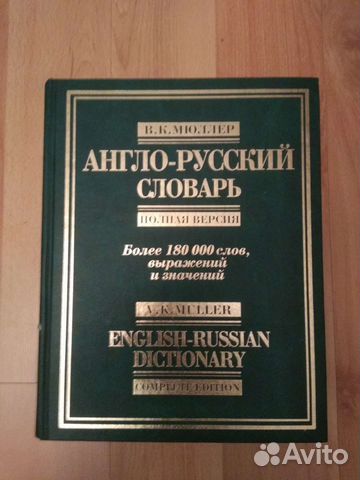 В.К.МЮЛЛЕР
АНГЛО-РУССКИЙ
СЛОВАРЬ
ПОЛНАЯ ВЕРСИЯ
Более 180 000 слов,
выражений
и значений
V.K.MULLER
ENGLISH-RUSSIAN
DICTIONARY
COMPLETE EDITION
Avito